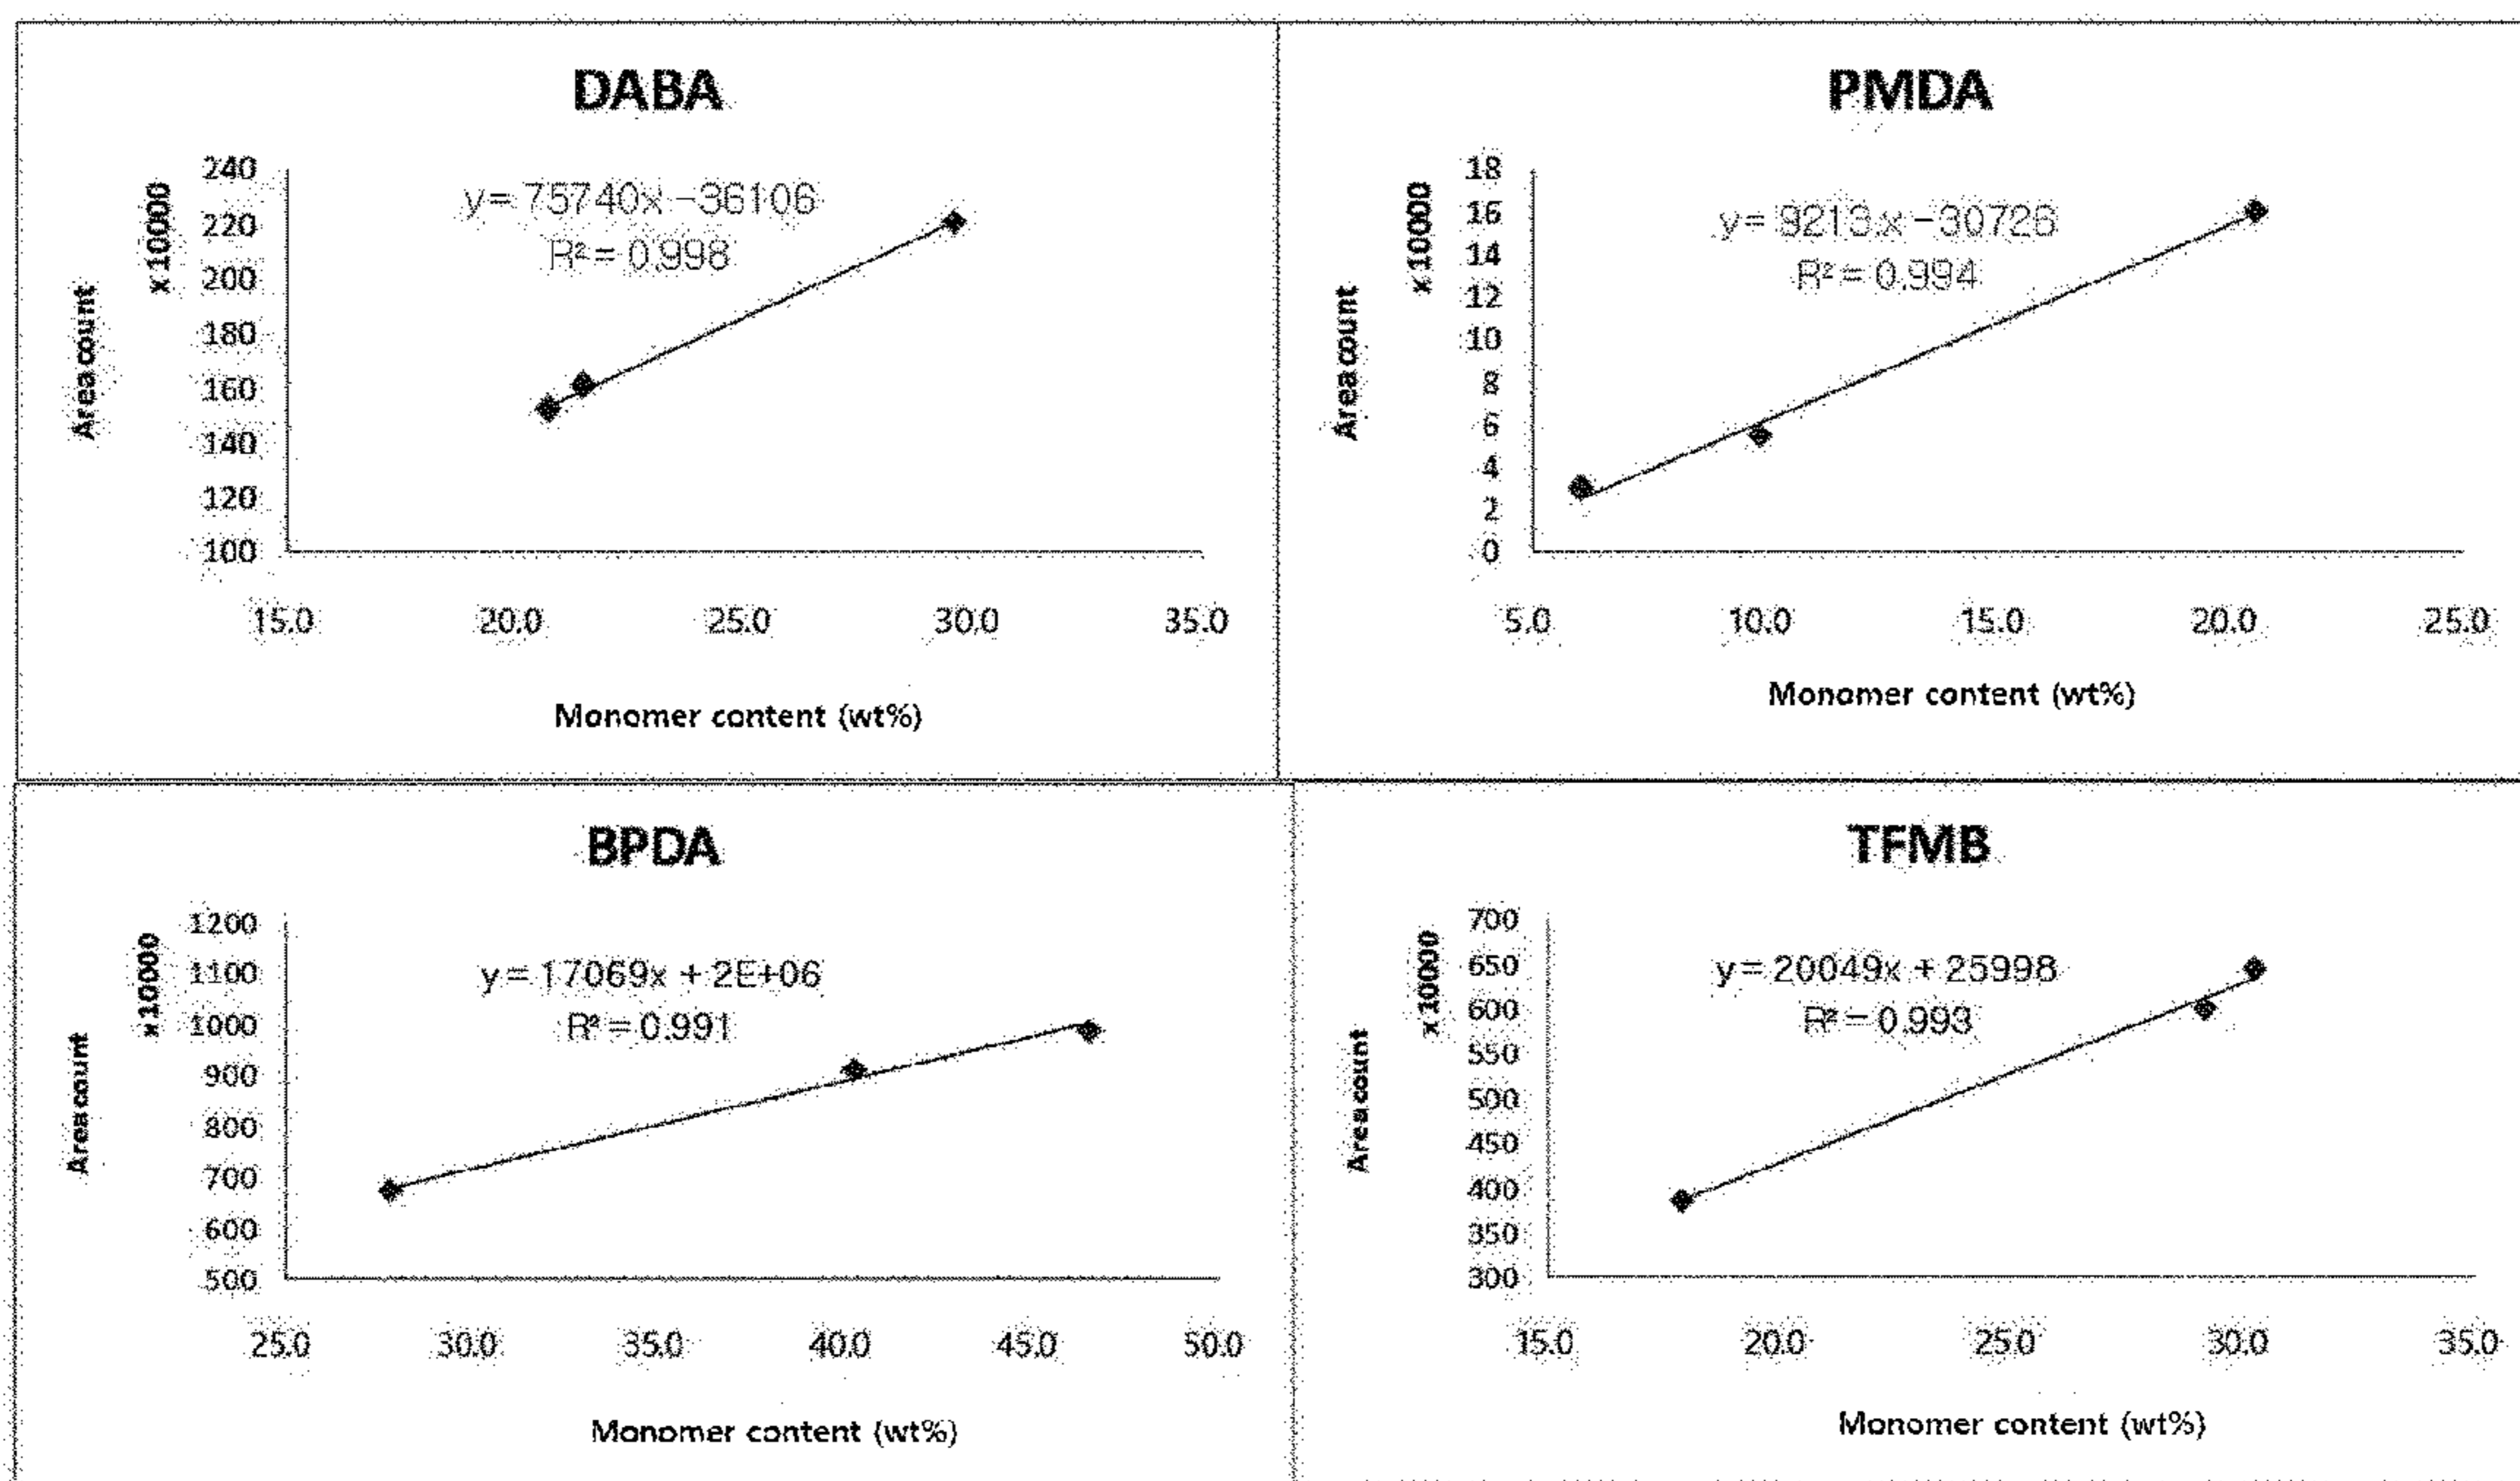 DABA
x 10000
Area count
240
220
200
180
160
140
120
100
y = 75740x - 36106
R² = 0.998
15.0 20.0 25.0 30.0 35.0
Monomer content (wt%)
PMDA
x 10000
Area count
18
16
14
12
10
8
6
4
2
0
y = 9213x - 30726
R² = 0.994
5.0 10.0 15.0 20.0 25.0
Monomer content (wt%)
BPDA
x 10000
Area count
1200
1100
1000
900
800
700
600
500
y = 17069x + 2E+06
R² = 0.991
25.0 30.0 35.0 40.0 45.0 50.0
Monomer content (wt%)
TFMB
x 10000
Area count
700
650
600
550
500
450
400
350
300
y = 20049x + 25998
R² = 0.993
15.0 20.0 25.0 30.0 35.0
Monomer content (wt%)